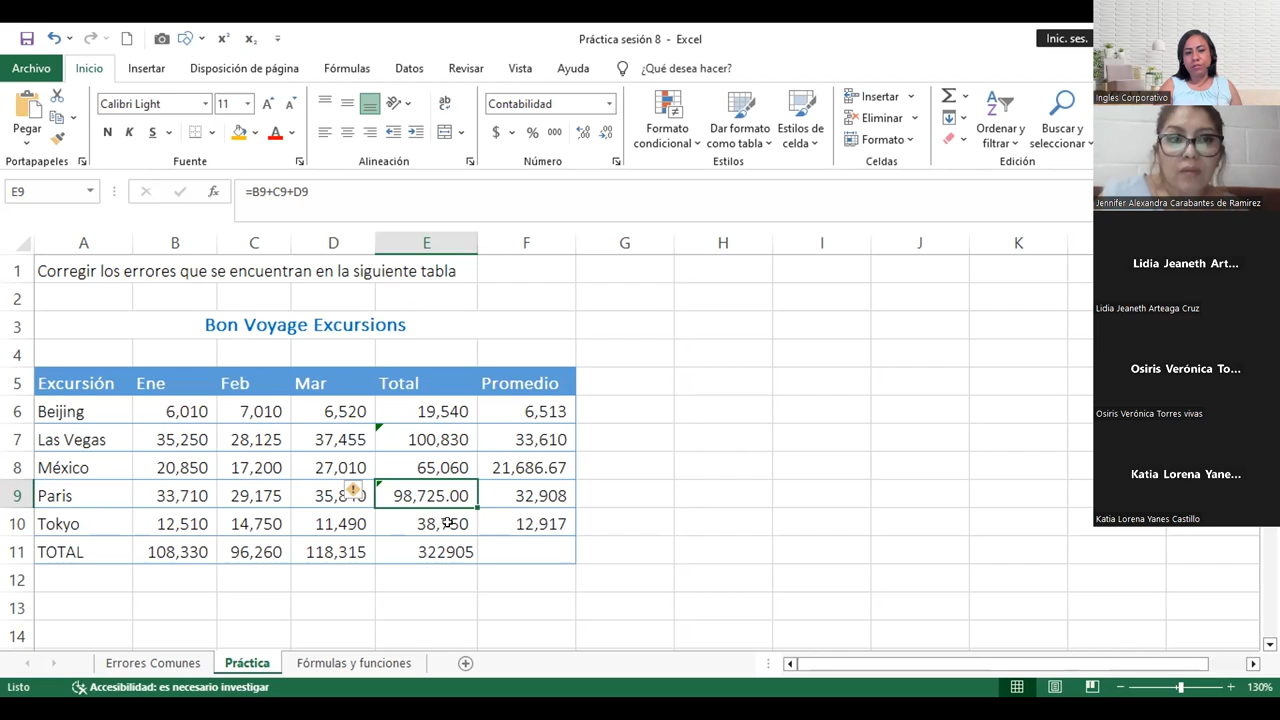 Práctica sesión 8 - Excel
Inic. ses.
Archivo Inicio Insertar Disposición de página Fórmulas Datos Revisar Vista Ayuda ¿Qué desea hacer?
Pegar
Calibri Light 11
N K S
Contabilidad
$ % 000
Formato condicional
Dar formato como tabla
Estilos de celda
Insertar
Eliminar
Formato
Ordenar y filtrar
Buscar y seleccionar
Portapapeles Fuente Alineación Número Estilos Celdas Edición
E9 fx =B9+C9+D9
A B C D E F G H I J K
1 Corregir los errores que se encuentran en la siguiente tabla
2
3 Bon Voyage Excursions
4
5 Excursión Ene Feb Mar Total Promedio
6 Beijing 6,010 7,010 6,520 19,540 6,513
7 Las Vegas 35,250 28,125 37,455 100,830 33,610
8 México 20,850 17,200 27,010 65,060 21,686.67
9 Paris 33,710 29,175 98,725.00 32,908
10 Tokyo 12,510 14,750 11,490 12,917
11 TOTAL 108,330 96,260 118,315 322905
12
13
14
Errores Comunes Práctica Fórmulas y funciones
Listo Accesibilidad: es necesario investigar 130%
Ingles Corporativo
Jennifer Alexandra Carabantes de Ramirez
Lidia Jeaneth Art...
Lidia Jeaneth Arteaga Cruz
Osiris Verónica To...
Osiris Verónica Torres vivas
Katia Lorena Yane...
Katia Lorena Yanes Castillo